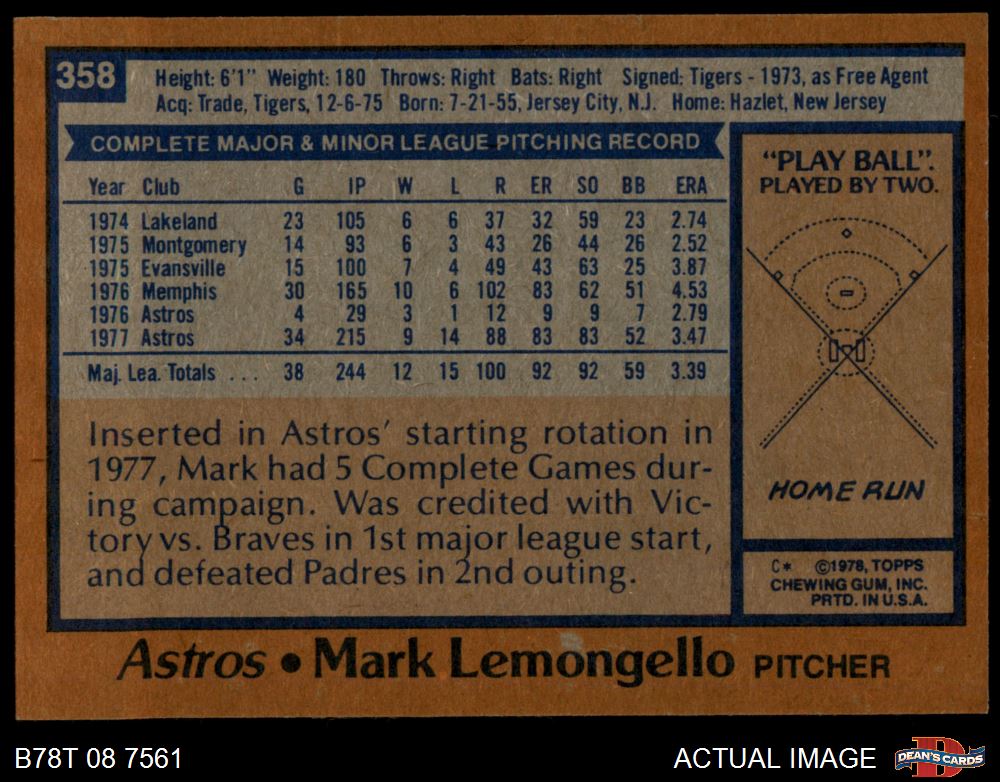 358
Height: 6'1" Weight: 180 Throws: Right Bats: Right Signed: Tigers - 1973, as Free Agent
Acq: Trade, Tigers, 12-6-75 Born: 7-21-55, Jersey City, N.J. Home: Hazlet, New Jersey
COMPLETE MAJOR & MINOR LEAGUE PITCHING RECORD
Year Club G IP W L R ER SO BB ERA
1974 Lakeland 23 105 6 6 37 32 59 23 2.74
1975 Montgomery 14 93 6 3 43 26 44 26 2.52
1975 Evansville 15 100 7 4 49 43 63 25 3.87
1976 Memphis 30 165 10 6 102 83 62 51 4.53
1976 Astros 4 29 3 1 12 9 9 7 2.79
1977 Astros 34 215 9 14 88 83 83 52 3.47
Maj. Lea. Totals ... 38 244 12 15 100 92 92 59 3.39
Inserted in Astros' starting rotation in
1977, Mark had 5 Complete Games dur-
ing campaign. Was credited with Vic-
tory vs. Braves in 1st major league start,
and defeated Padres in 2nd outing.
"PLAY BALL".
PLAYED BY TWO.
HOME RUN
C* ©1978, TOPPS
CHEWING GUM, INC.
PRTD. IN U.S.A.
Astros • Mark Lemongello PITCHER
B78T 08 7561
ACTUAL IMAGE
D
DEAN'S CARDS